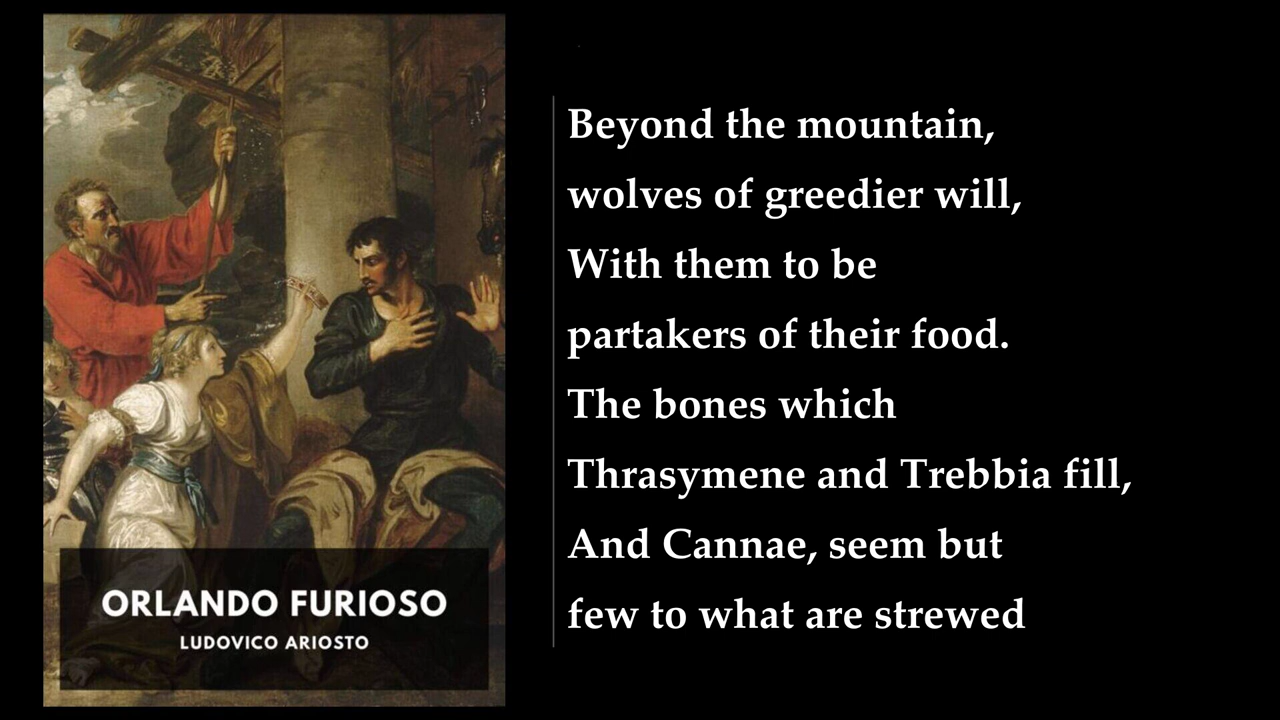 Beyond the mountain,
wolves of greedier will,
With them to be
partakers of their food.
The bones which
Thrasymene and Trebbia fill,
And Cannae, seem but
few to what are strewed
ORLANDO FURIOSO
LUDOVICO ARIOSTO